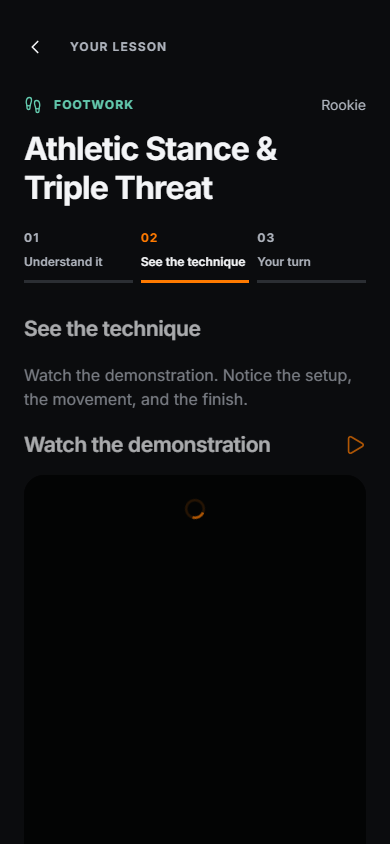 YOUR LESSON
FOOTWORK
Rookie
Athletic Stance &
Triple Threat
01
02
03
Understand it
See the technique
Your turn
See the technique
Watch the demonstration. Notice the setup,
the movement, and the finish.
Watch the demonstration